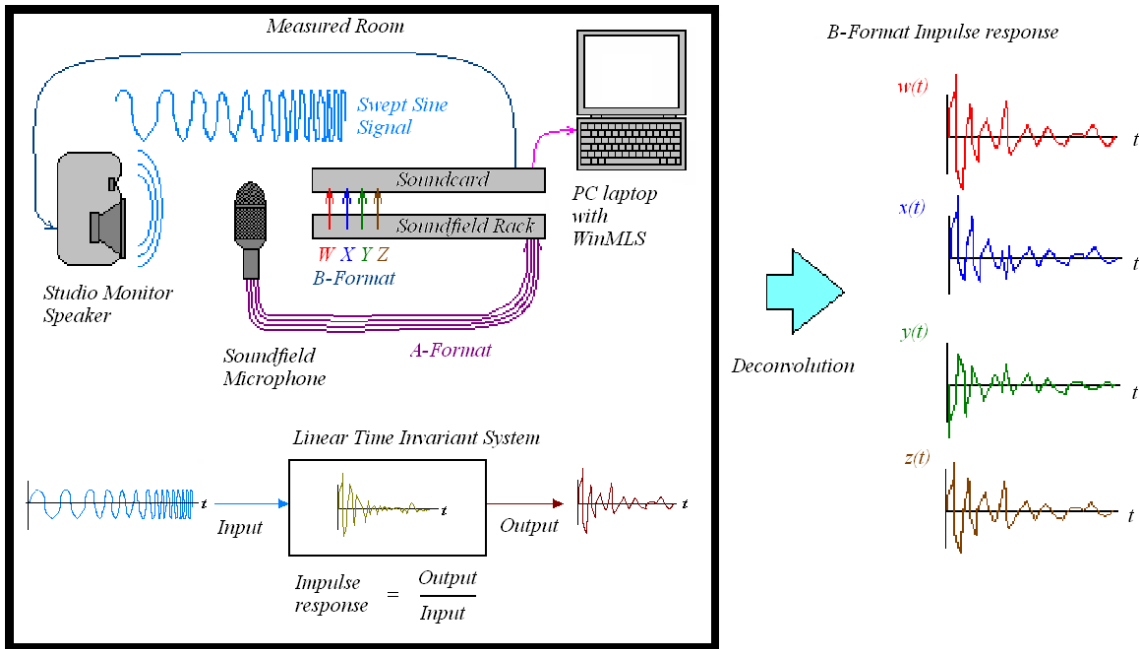 Measured Room
Swept Sine
Signal
Soundcard
Soundfield Rack
W X Y Z
B-Format
PC laptop
with
WinMLS
Studio Monitor
Speaker
Soundfield
Microphone
A-Format
Linear Time Invariant System
t
Input
t
Output
t
Impulse
response
=
Output
Input
Deconvolution
B-Format Impulse response
w(t)
t
x(t)
t
y(t)
t
z(t)
t